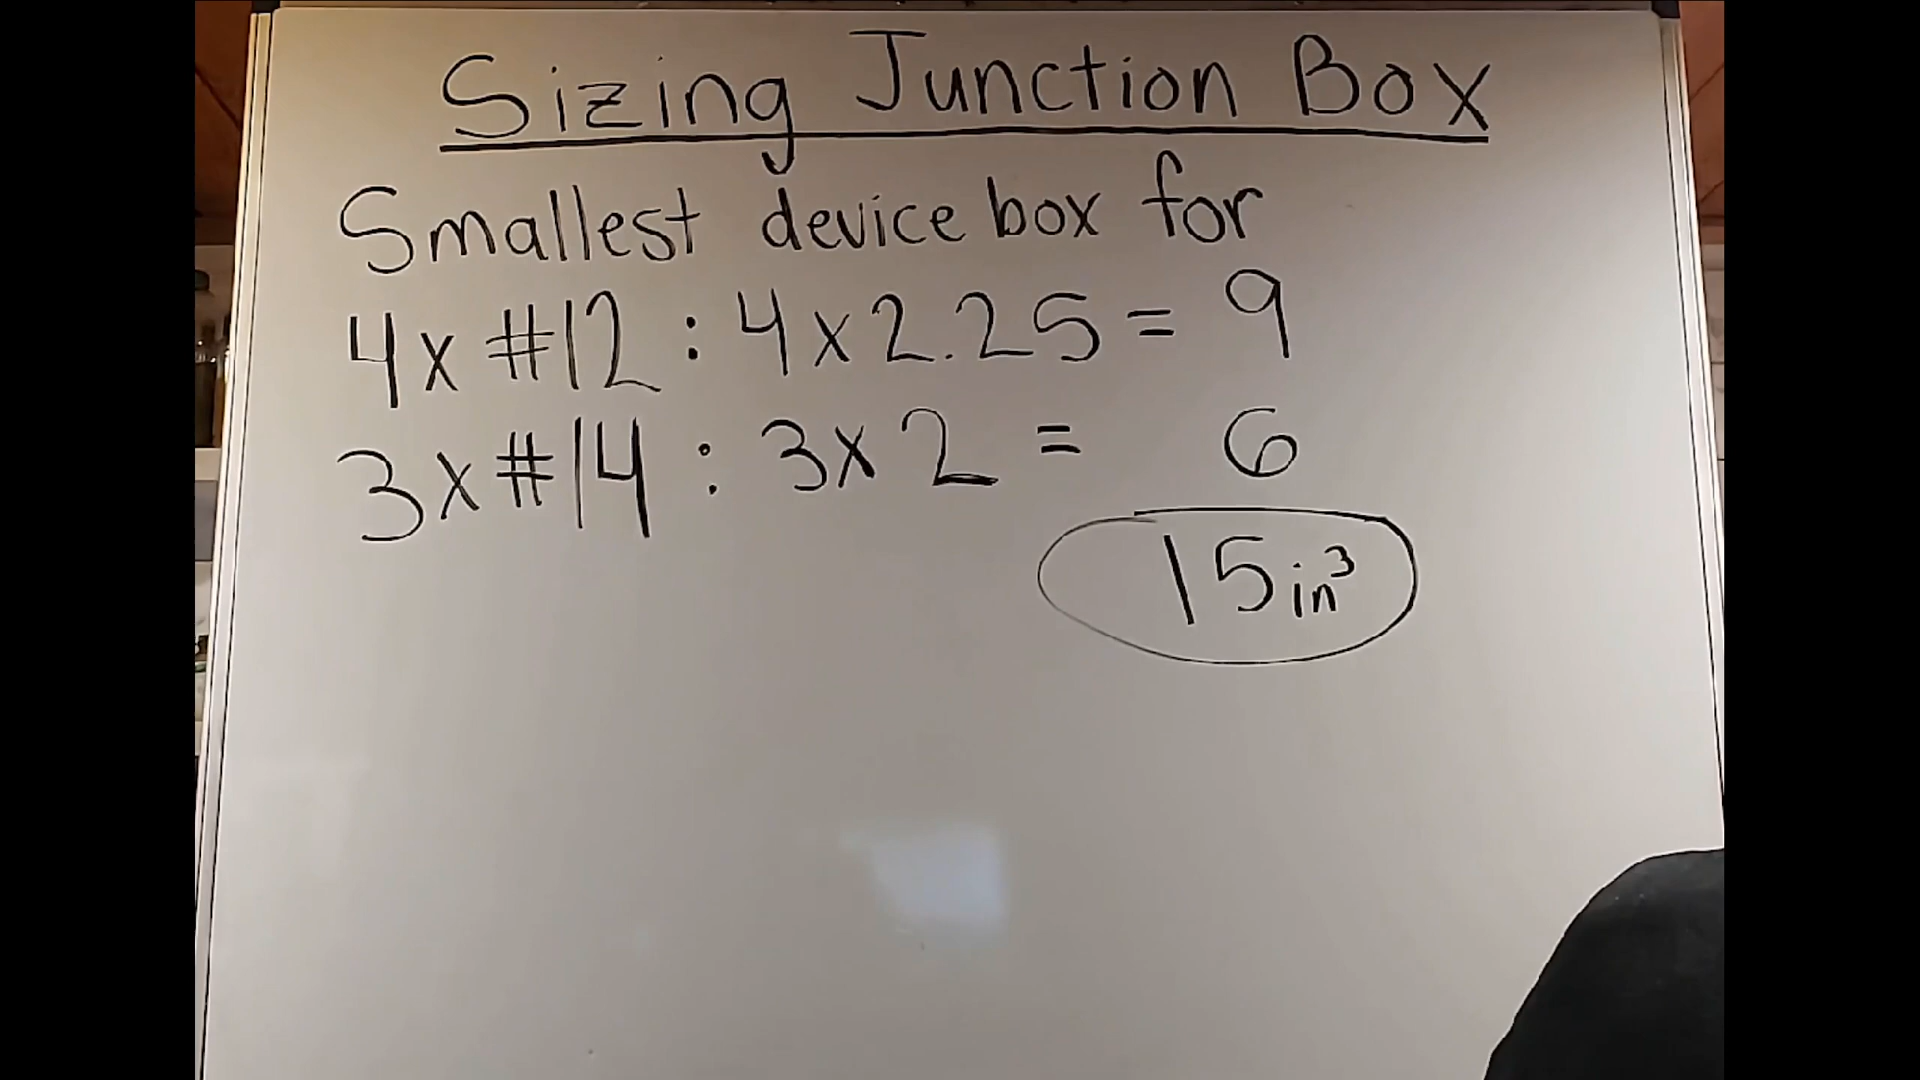 Sizing Junction Box
Smallest device box for
4x #12 : 4x2.25 = 9
3x #14 : 3x2 = 6
15in³